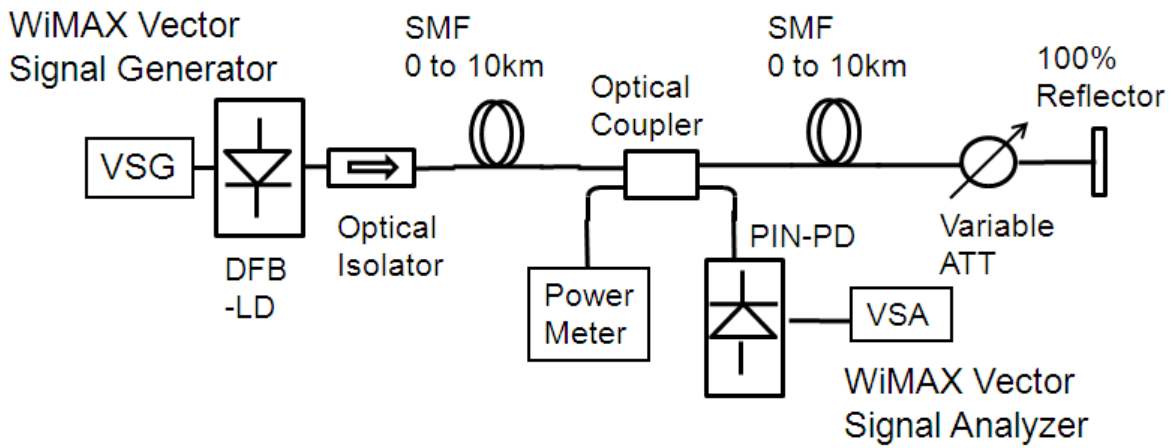 WiMAX Vector
Signal Generator
VSG
DFB
-LD
Optical
Isolator
SMF
0 to 10km
Optical
Coupler
Power
Meter
PIN-PD
VSA
WiMAX Vector
Signal Analyzer
SMF
0 to 10km
Variable
ATT
100%
Reflector